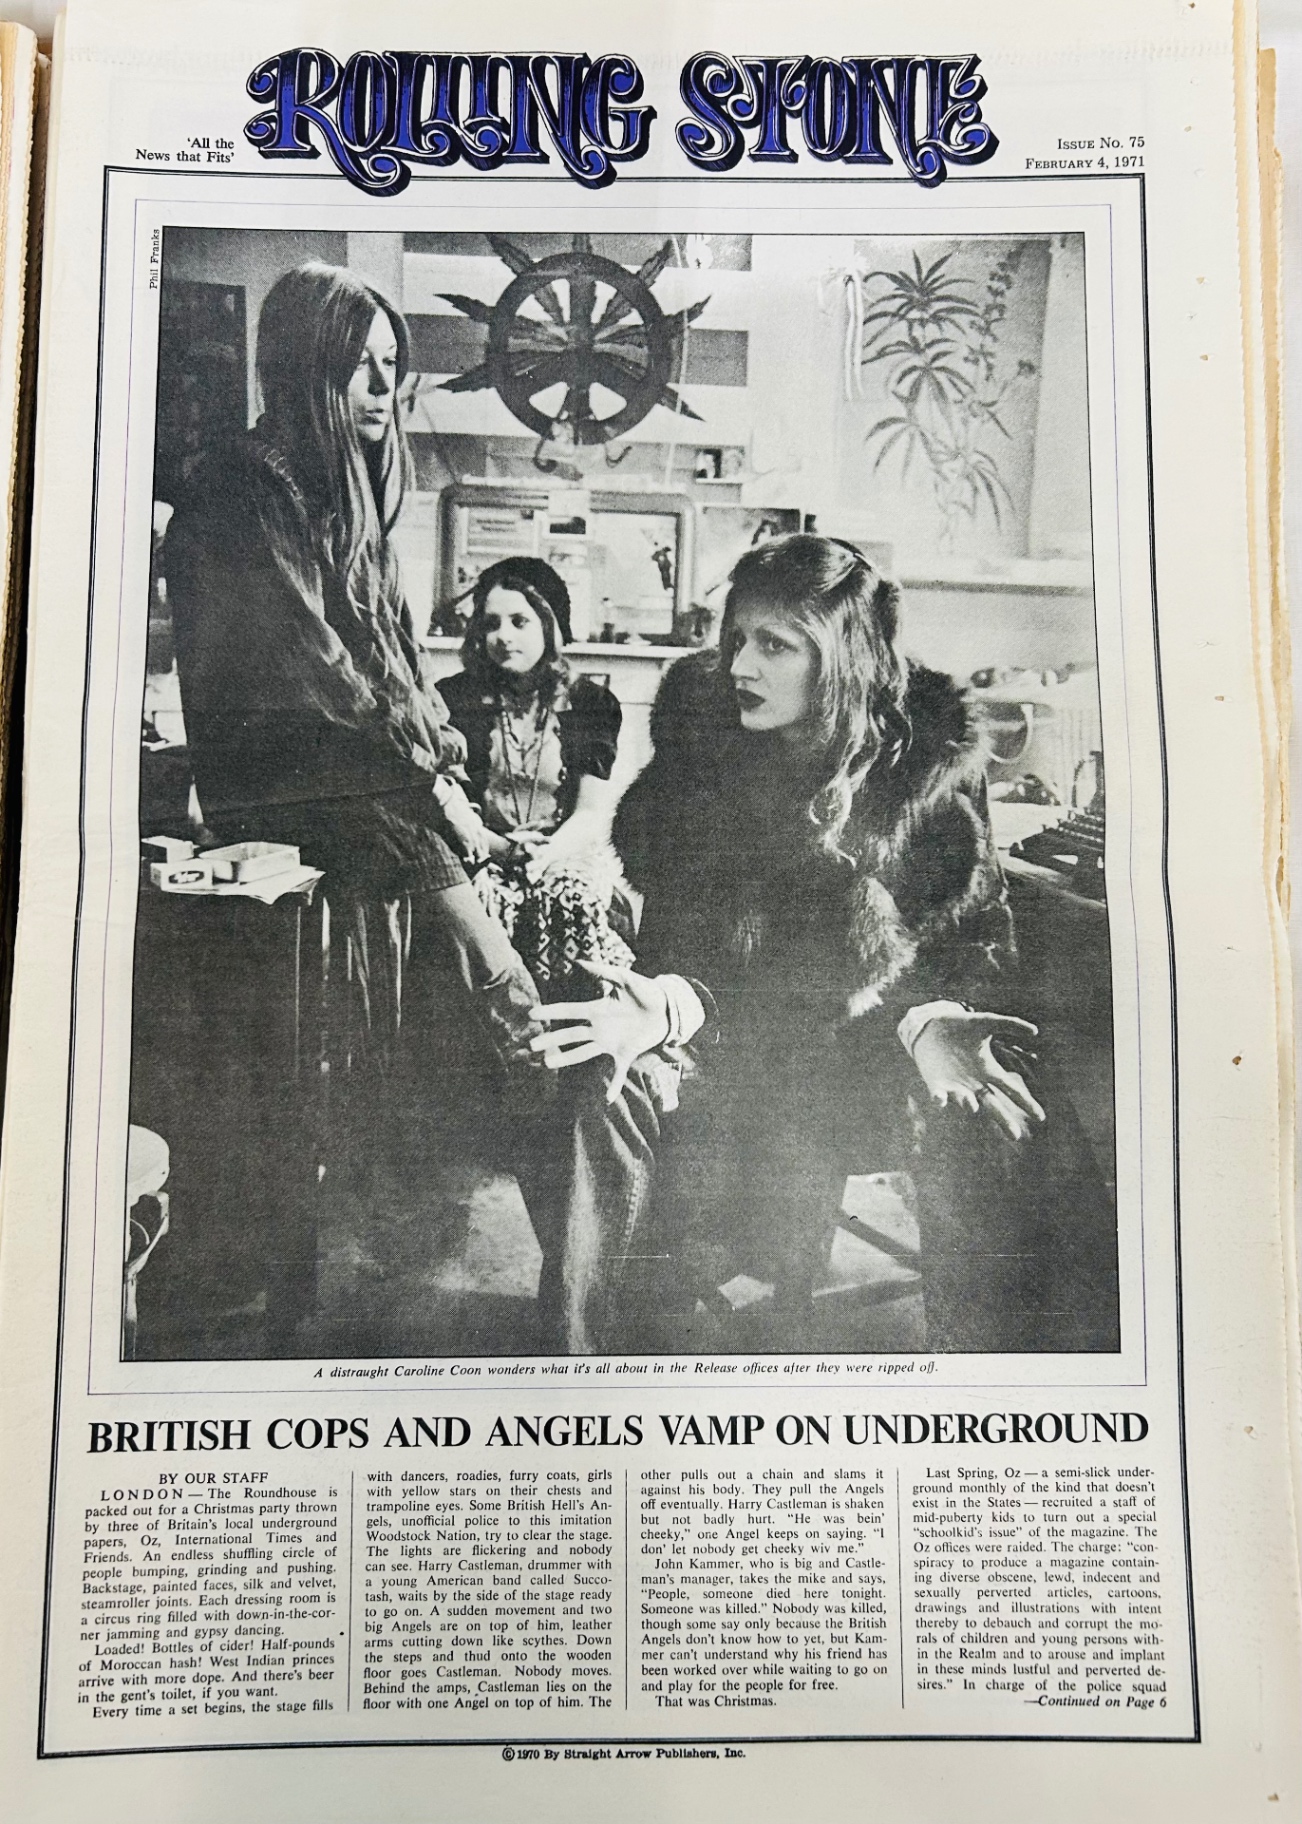 ROLLING STONE
'All the
News that Fits'
ISSUE No. 75
FEBRUARY 4, 1971
Phil Franks
A distraught Caroline Coon wonders what it's all about in the Release offices after they were ripped off.
BRITISH COPS AND ANGELS VAMP ON UNDERGROUND
BY OUR STAFF
LONDON — The Roundhouse is
packed out for a Christmas party thrown
by three of Britain's local underground
papers, Oz, International Times and
Friends. An endless shuffling circle of
people bumping, grinding and pushing.
Backstage, painted faces, silk and velvet,
steamroller joints. Each dressing room is
a circus ring filled with down-in-the-cor-
ner jamming and gypsy dancing.
Loaded! Bottles of cider! Half-pounds
of Moroccan hash! West Indian princes
arrive with more dope. And there's beer
in the gent's toilet, if you want.
Every time a set begins, the stage fills
with dancers, roadies, furry coats, girls
with yellow stars on their chests and
trampoline eyes. Some British Hell's An-
gels, unofficial police to this imitation
Woodstock Nation, try to clear the stage.
The lights are flickering and nobody
can see. Harry Castleman, drummer with
a young American band called Succo-
tash, waits by the side of the stage ready
to go on. A sudden movement and two
big Angels are on top of him, leather
arms cutting down like scythes. Down
the steps and thud onto the wooden
floor goes Castleman. Nobody moves.
Behind the amps, Castleman lies on the
floor with one Angel on top of him. The
other pulls out a chain and slams it
against his body. They pull the Angels
off eventually. Harry Castleman is shaken
but not badly hurt. "He was bein'
cheeky," one Angel keeps on saying. "I
don' let nobody get cheeky wiv me."
John Kammer, who is big and Castle-
man's manager, takes the mike and says,
"People, someone died here tonight.
Someone was killed." Nobody was killed,
though some say only because the British
Angels don't know how to yet, but Kam-
mer can't understand why his friend has
been worked over while waiting to go on
and play for the people for free.
That was Christmas.
Last Spring, Oz — a semi-slick under-
ground monthly of the kind that doesn't
exist in the States — recruited a staff of
mid-puberty kids to turn out a special
"schoolkid's issue" of the magazine. The
Oz offices were raided. The charge: "con-
spiracy to produce a magazine contain-
ing diverse obscene, lewd, indecent and
sexually perverted articles, cartoons,
drawings and illustrations with intent
thereby to debauch and corrupt the mo-
rals of children and young persons with-
in the Realm and to arouse and implant
in these minds lustful and perverted de-
sires." In charge of the police squad
—Continued on Page 6
©1970 By Straight Arrow Publishers, Inc.